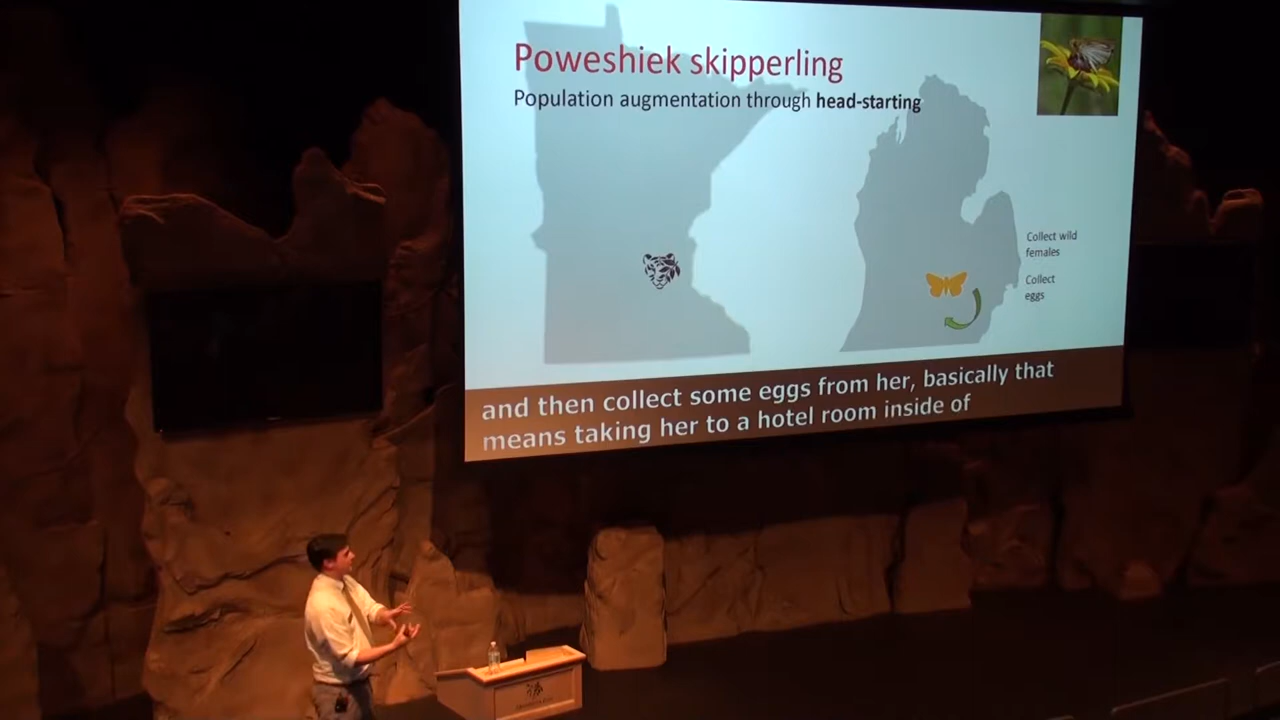 Poweshiek skipperling
Population augmentation through head-starting
Collect wild
females
Collect
eggs
and then collect some eggs from her, basically that
means taking her to a hotel room inside of